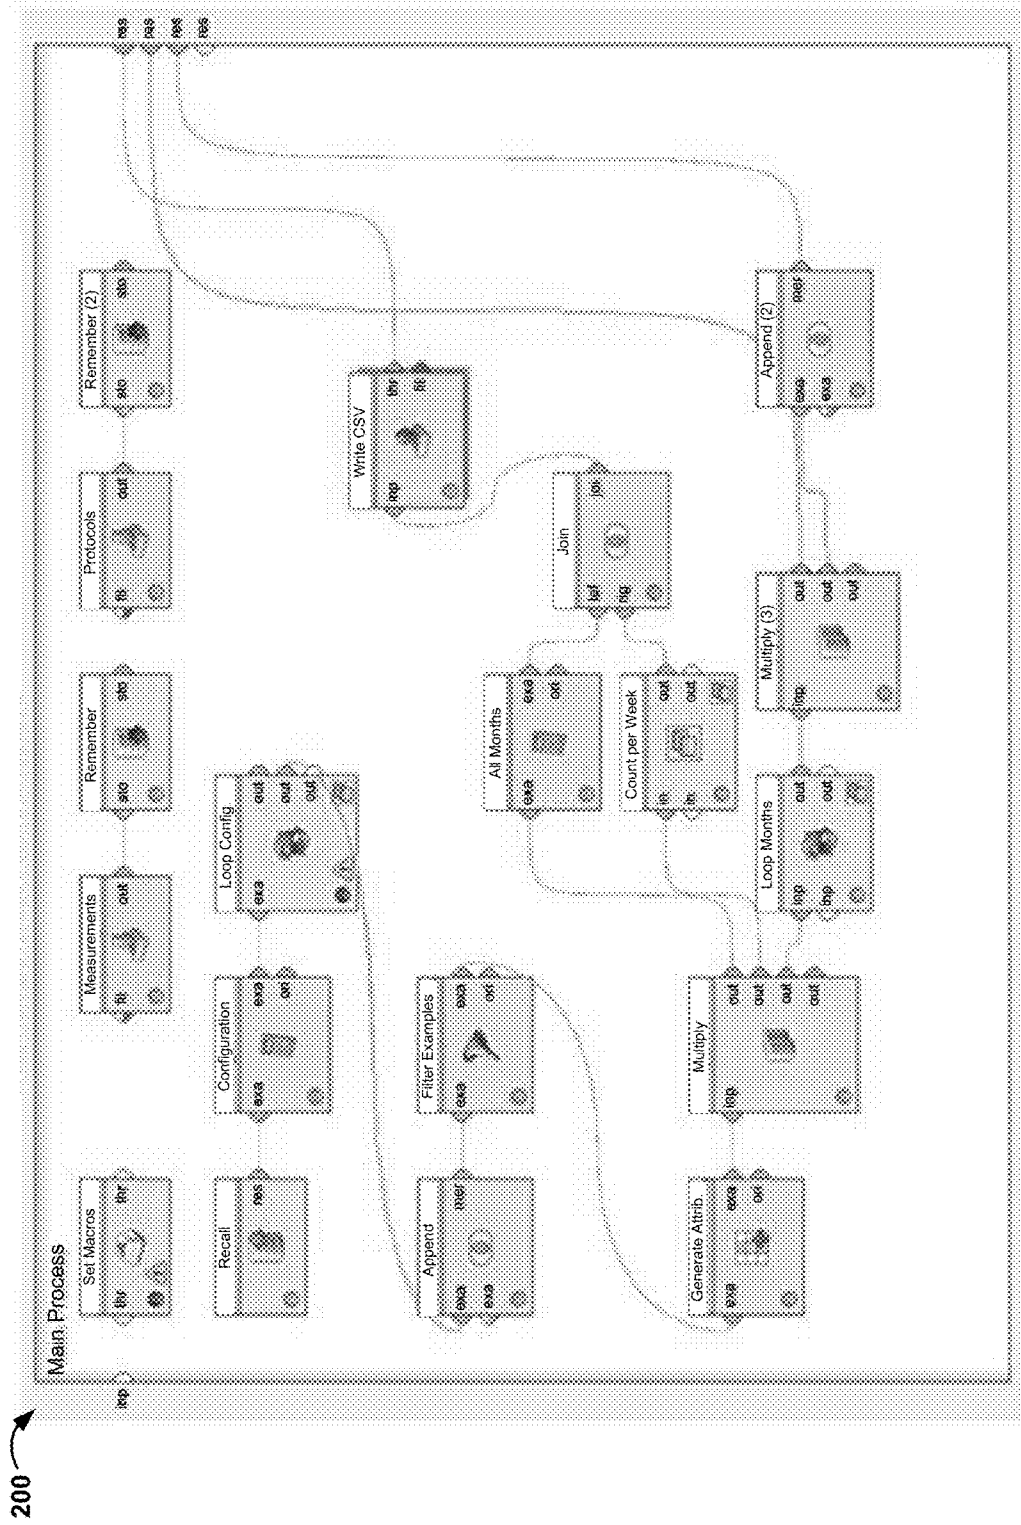 200
Main Process
inp
res
res
res
res
Set Macros
thr
thr
Measurements
fil
out
Remember
sto
sto
Protocols
fil
out
Remember (2)
sto
sto
Recall
res
Configuration
exa
exa
ori
Loop Config
exa
out
out
out
Write CSV
inp
thr
fil
Append
exa
exa
mer
Filter Examples
exa
exa
ori
All Months
exa
exa
ori
Join
lef
rig
joi
Count per Week
in
in
out
out
Generate Attrib
exa
exa
ori
Multiply
inp
out
out
out
out
Loop Months
inp
inp
out
out
Multiply (3)
inp
out
out
out
Append (2)
exa
exa
mer